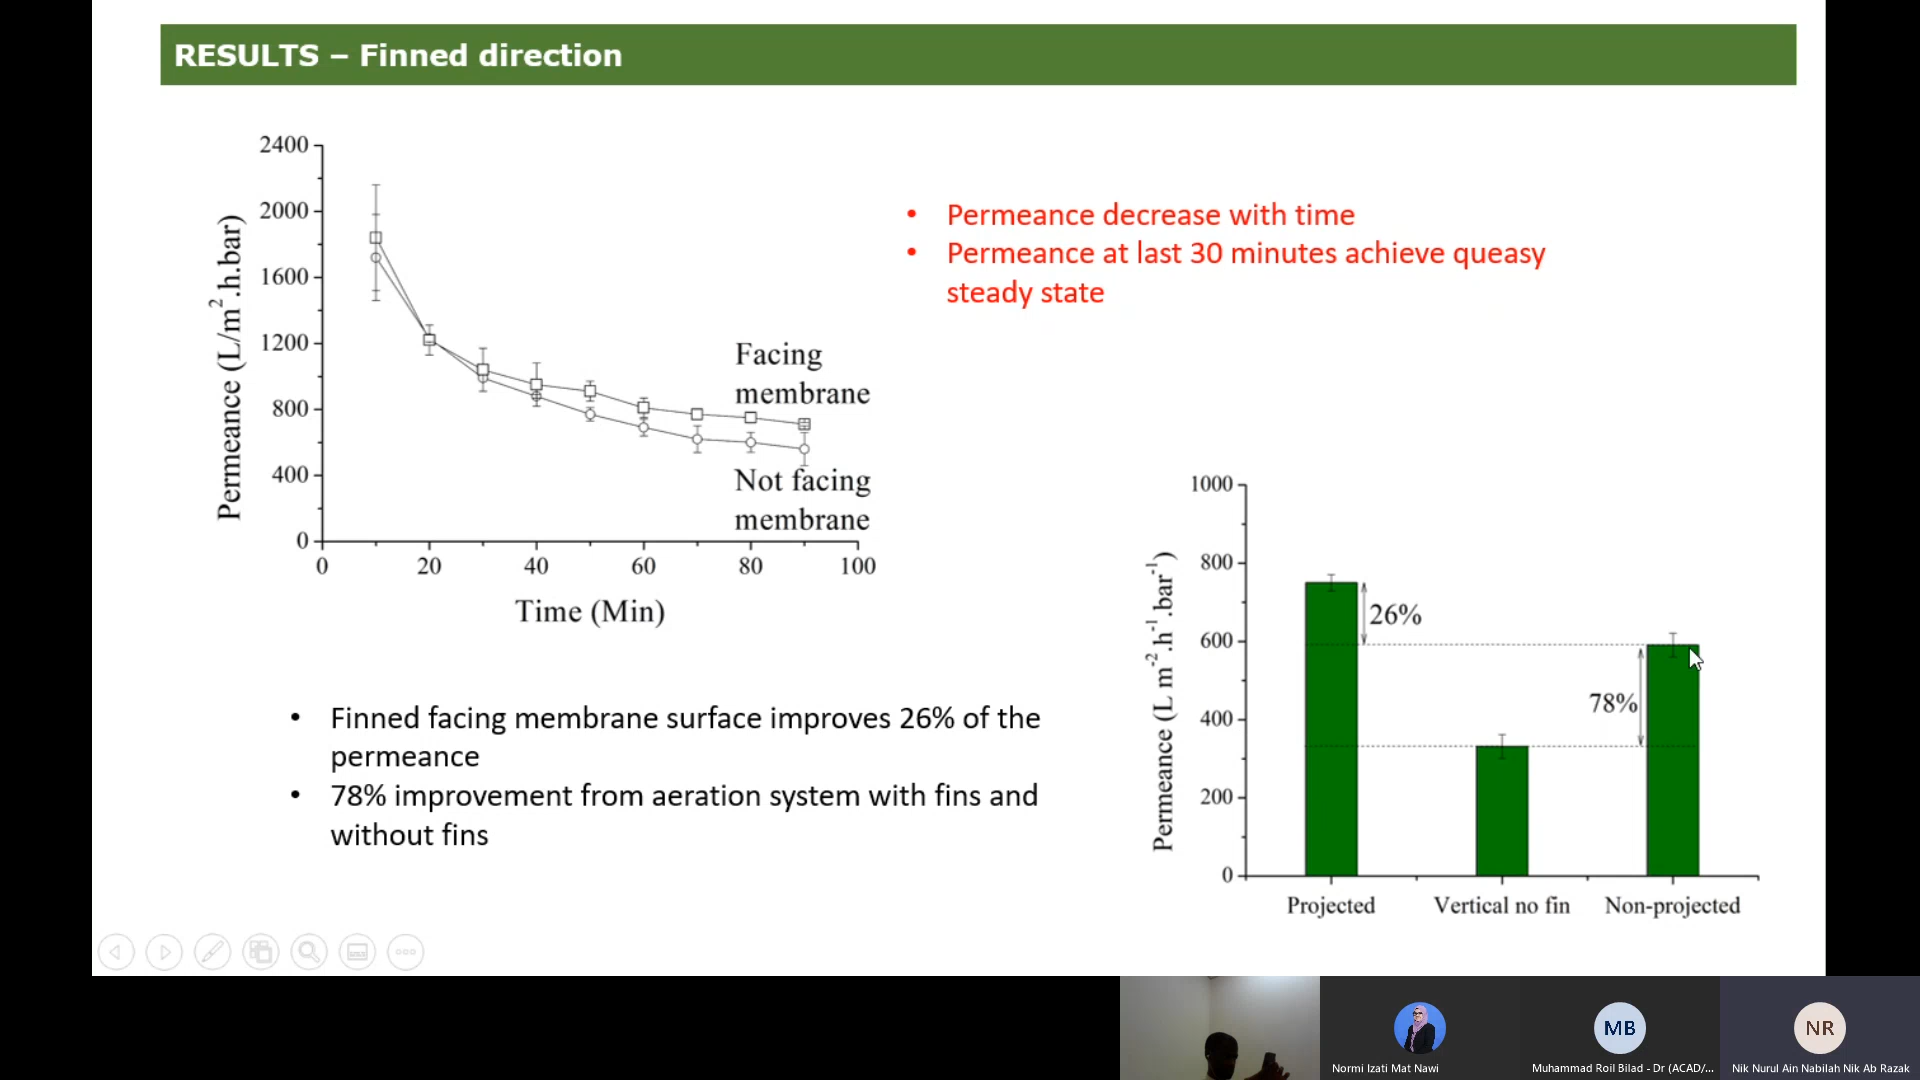 RESULTS – Finned direction
2400
2000
1600
1200
800
400
0
Permeance (L/m².h.bar)
0 20 40 60 80 100
Time (Min)
Facing
membrane
Not facing
membrane
• Permeance decrease with time
• Permeance at last 30 minutes achieve queasy
steady state
• Finned facing membrane surface improves 26% of the
permeance
• 78% improvement from aeration system with fins and
without fins
1000
800
600
400
200
0
Permeance (L m⁻².h⁻¹.bar⁻¹)
26%
78%
Projected Vertical no fin Non-projected
MB NR
Normi Izati Mat Nawi Muhammad Roil Bilad - Dr (ACAD/... Nik Nurul Ain Nabilah Nik Ab Razak